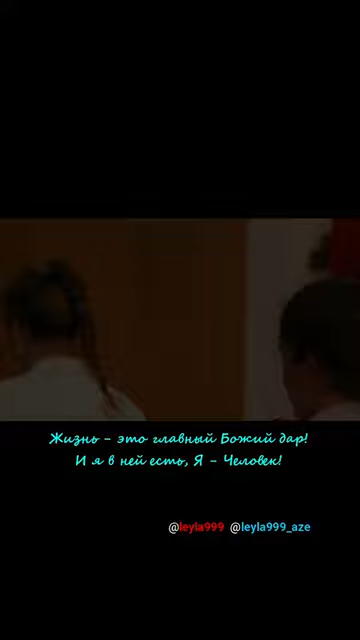 Жизнь - это главный Божий дар!
И я в ней есть, Я - Человек!
@leyla999 @leyla999_aze